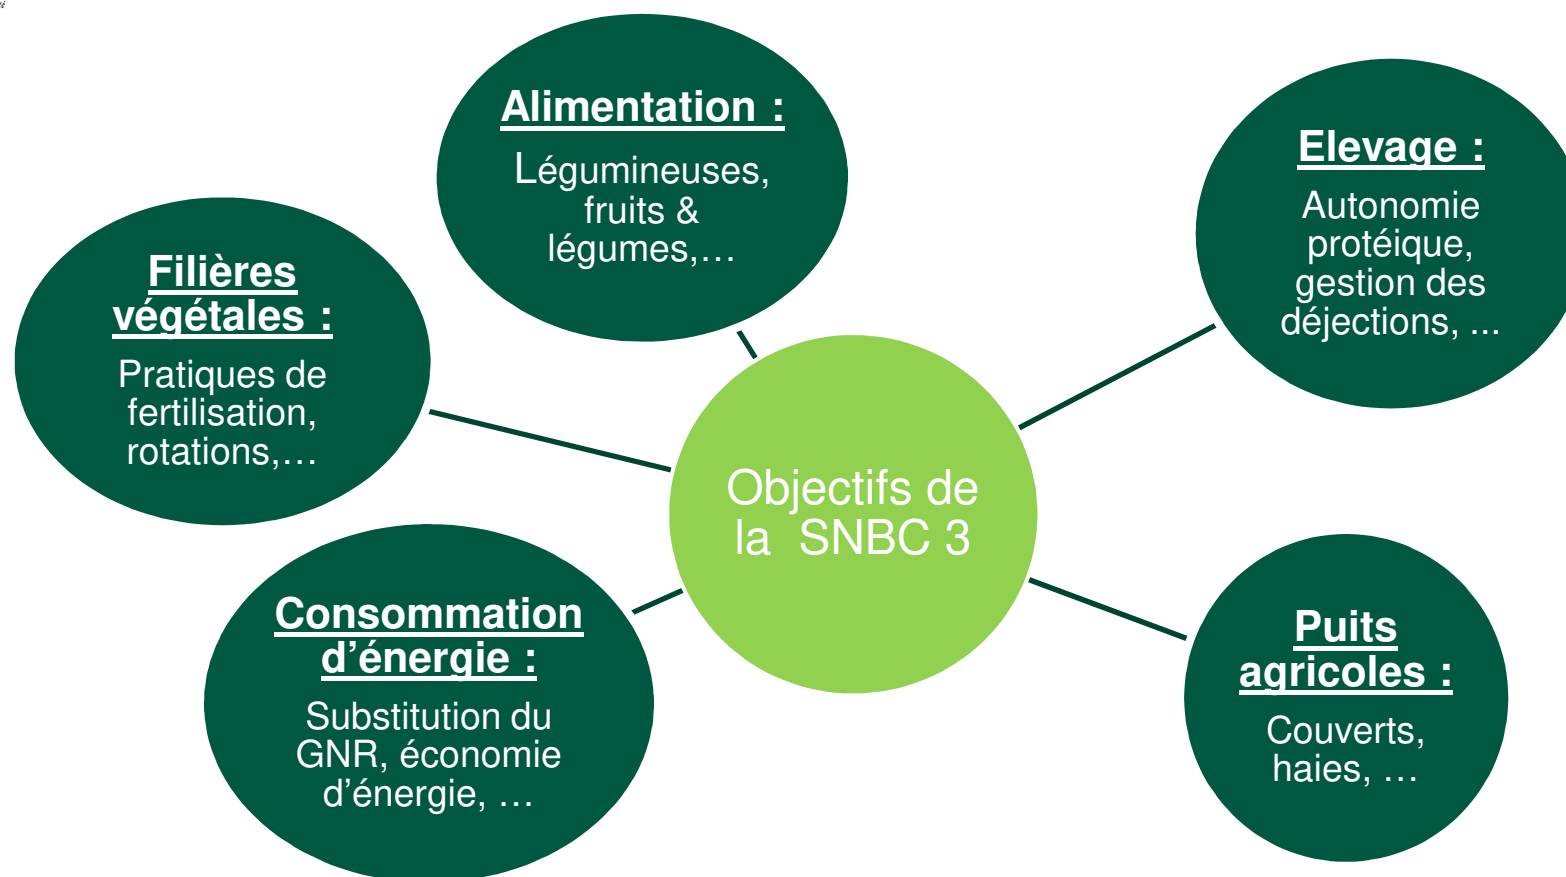 Alimentation :
Légumineuses,
fruits &
légumes,…
Elevage :
Autonomie
protéique,
gestion des
déjections, ...
Filières
végétales :
Pratiques de
fertilisation,
rotations,…
Objectifs de
la SNBC 3
Consommation
d’énergie :
Substitution du
GNR, économie
d’énergie, …
Puits
agricoles :
Couverts,
haies, …